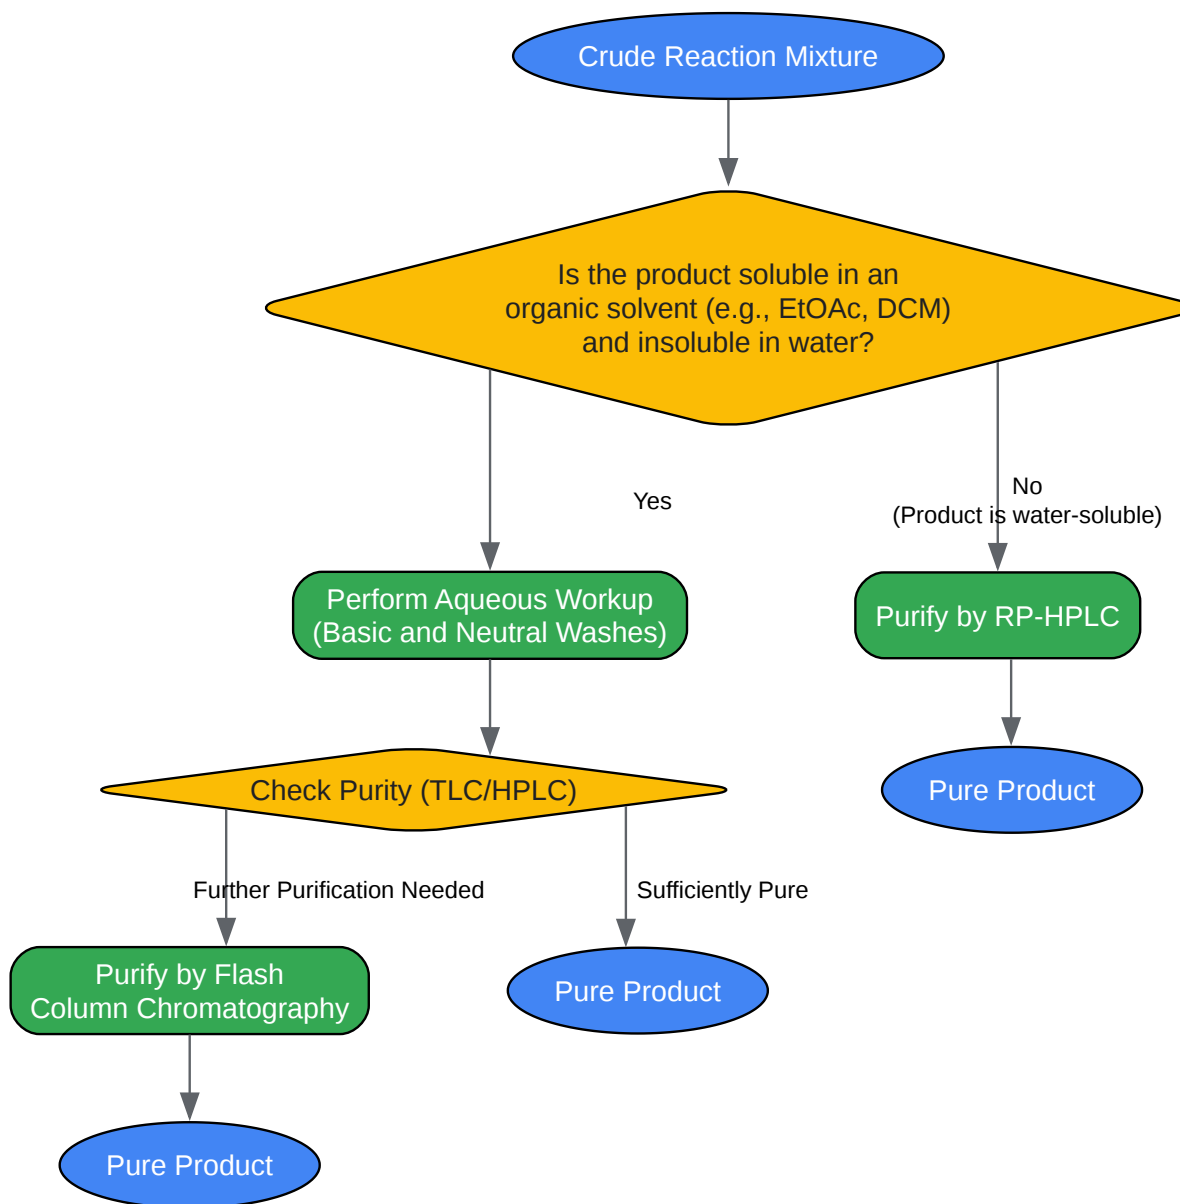 Crude Reaction Mixture
Is the product soluble in an
organic solvent (e.g., EtOAc, DCM)
and insoluble in water?
Yes
No
(Product is water-soluble)
Perform Aqueous Workup
(Basic and Neutral Washes)
Purify by RP-HPLC
Check Purity (TLC/HPLC)
Pure Product
Further Purification Needed
Sufficiently Pure
Purify by Flash
Column Chromatography
Pure Product
Pure Product